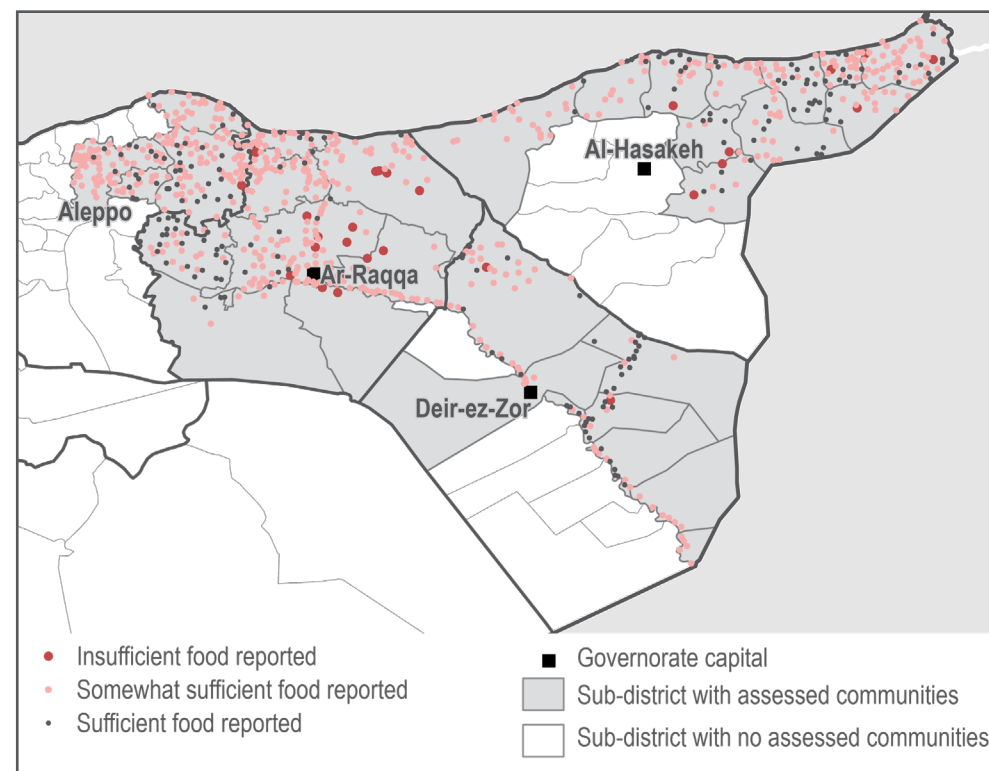 Al-Hasakeh
Aleppo
Ar-Raqqa
Deir-ez-Zor
Insufficient food reported
Somewhat sufficient food reported
Sufficient food reported
Governorate capital
Sub-district with assessed communities
Sub-district with no assessed communities